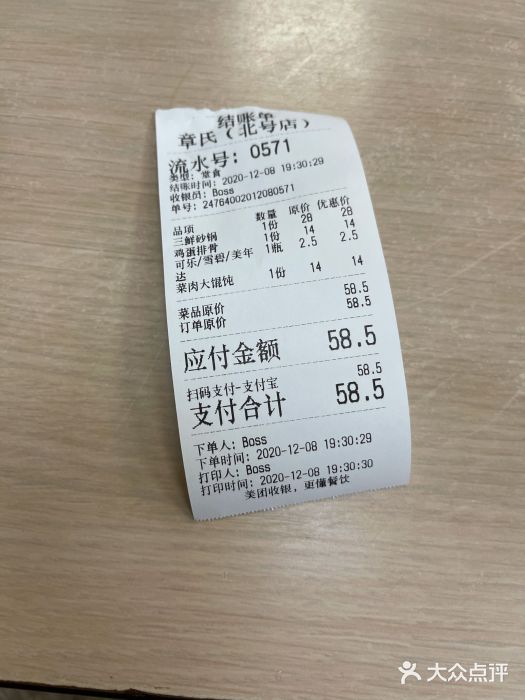 结账单
章氏（北号店）
流水号: 0571
类型: 堂食
结账时间: 2020-12-08 19:30:29
收银员: Boss
单号: 24764002012080571
品项 数量 原价 优惠价
三鲜砂锅 1份 28 28
鸡蛋排骨 1份 14 14
可乐/雪碧/美年达 1瓶 2.5 2.5
菜肉大馄饨 1份 14 14
菜品原价 58.5
订单原价 58.5
应付金额 58.5
扫码支付-支付宝 58.5
支付合计 58.5
下单人: Boss
下单时间: 2020-12-08 19:30:29
打印人: Boss
打印时间: 2020-12-08 19:30:30
美团收银，更懂餐饮
大众点评